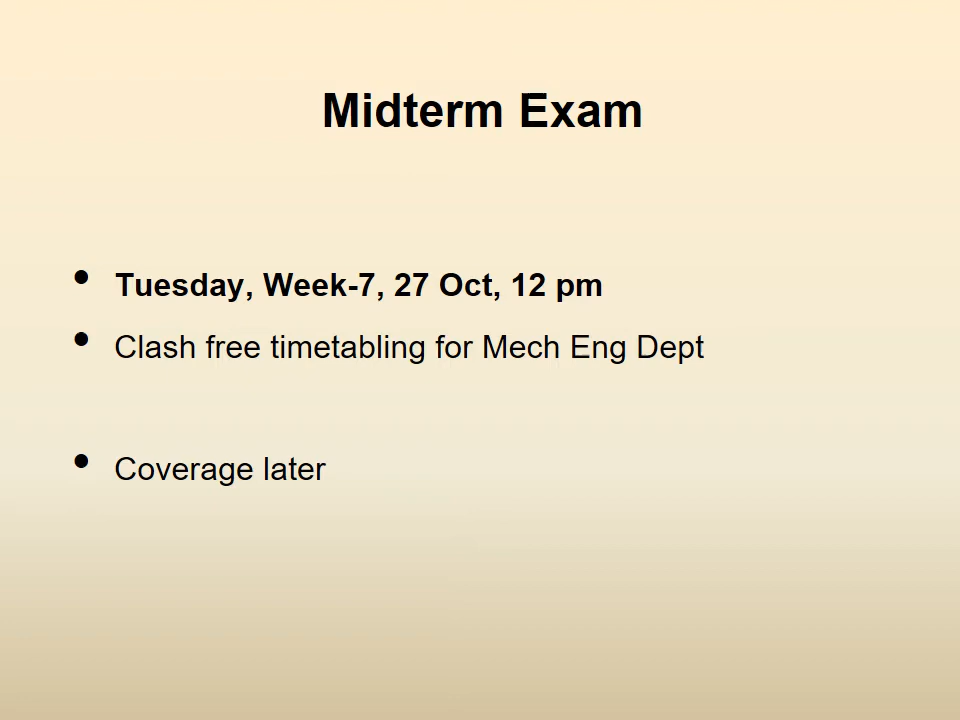 Midterm Exam
• Tuesday, Week-7, 27 Oct, 12 pm
• Clash free timetabling for Mech Eng Dept
• Coverage later